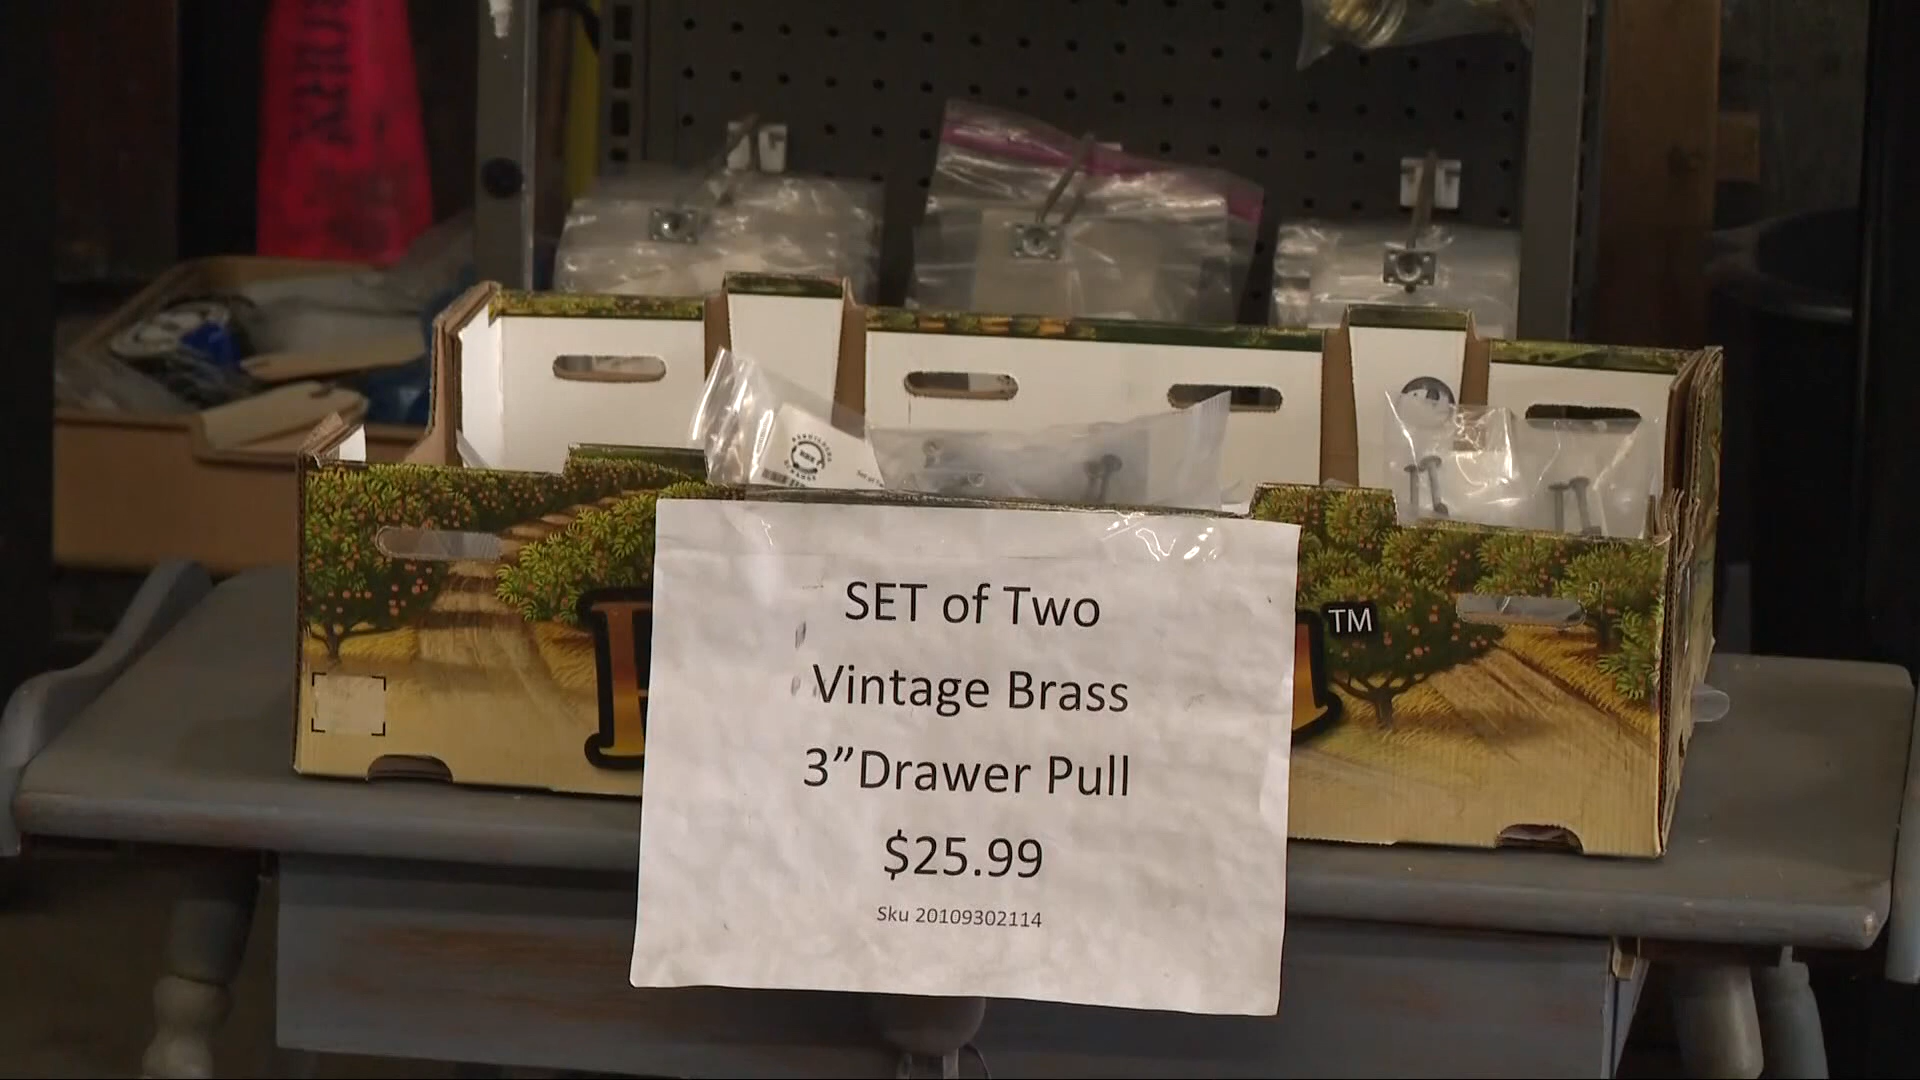 SET of Two
Vintage Brass
3”Drawer Pull
$25.99
Sku 20109302114
TM